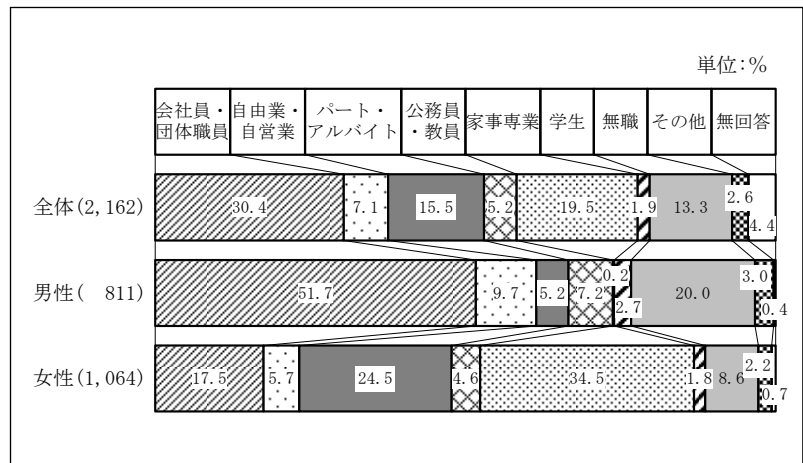 単位:%
会社員・団体職員 自由業・自営業 パート・アルバイト 公務員・教員 家事専業 学生 無職 その他 無回答
全体(2,162) 30.4 7.1 15.5 5.2 19.5 1.9 13.3 2.6 4.4
男性( 811) 51.7 9.7 5.2 7.2 0.2 2.7 20.0 3.0 0.4
女性(1,064) 17.5 5.7 24.5 4.6 34.5 1.8 8.6 2.2 0.7